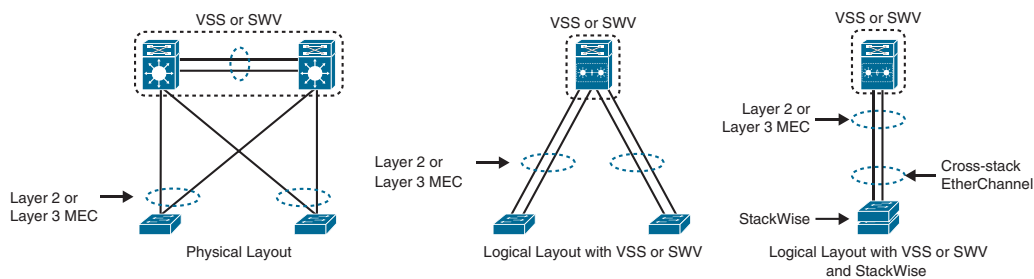 VSS or SWV
Layer 2 or
Layer 3 MEC
Physical Layout
VSS or SWV
Layer 2 or
Layer 3 MEC
Logical Layout with VSS or SWV
VSS or SWV
Layer 2 or
Layer 3 MEC
Cross-stack
EtherChannel
StackWise
Logical Layout with VSS or SWV
and StackWise